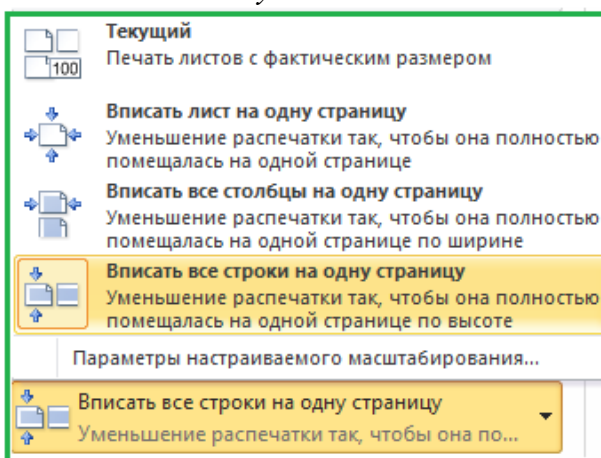 Текущий
100
Печать листов с фактическим размером
Вписать лист на одну страницу
Уменьшение распечатки так, чтобы она полностью
помещалась на одной странице
Вписать все столбцы на одну страницу
Уменьшение распечатки так, чтобы она полностью
помещалась на одной странице по ширине
Вписать все строки на одну страницу
Уменьшение распечатки так, чтобы она полностью
помещалась на одной странице по высоте
Параметры настраиваемого масштабирования...
Вписать все строки на одну страницу
Уменьшение распечатки так, чтобы она по...